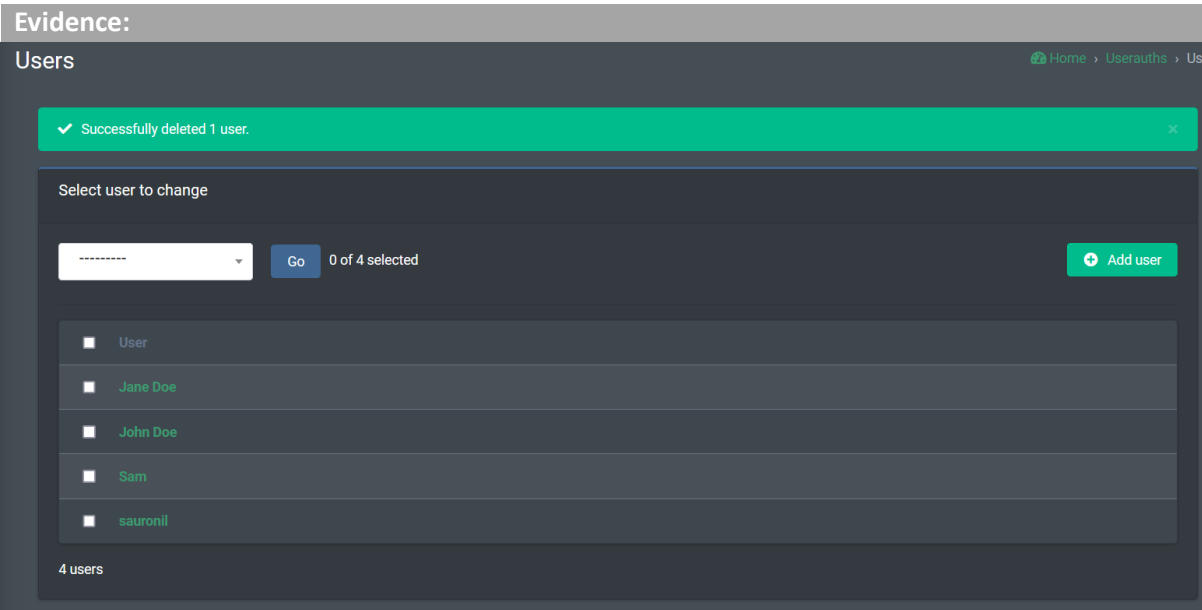 Evidence:
Users
Home › Userauths › Us
Successfully deleted 1 user.
×
Select user to change
---------
Go
0 of 4 selected
Add user
User
Jane Doe
John Doe
Sam
sauronil
4 users